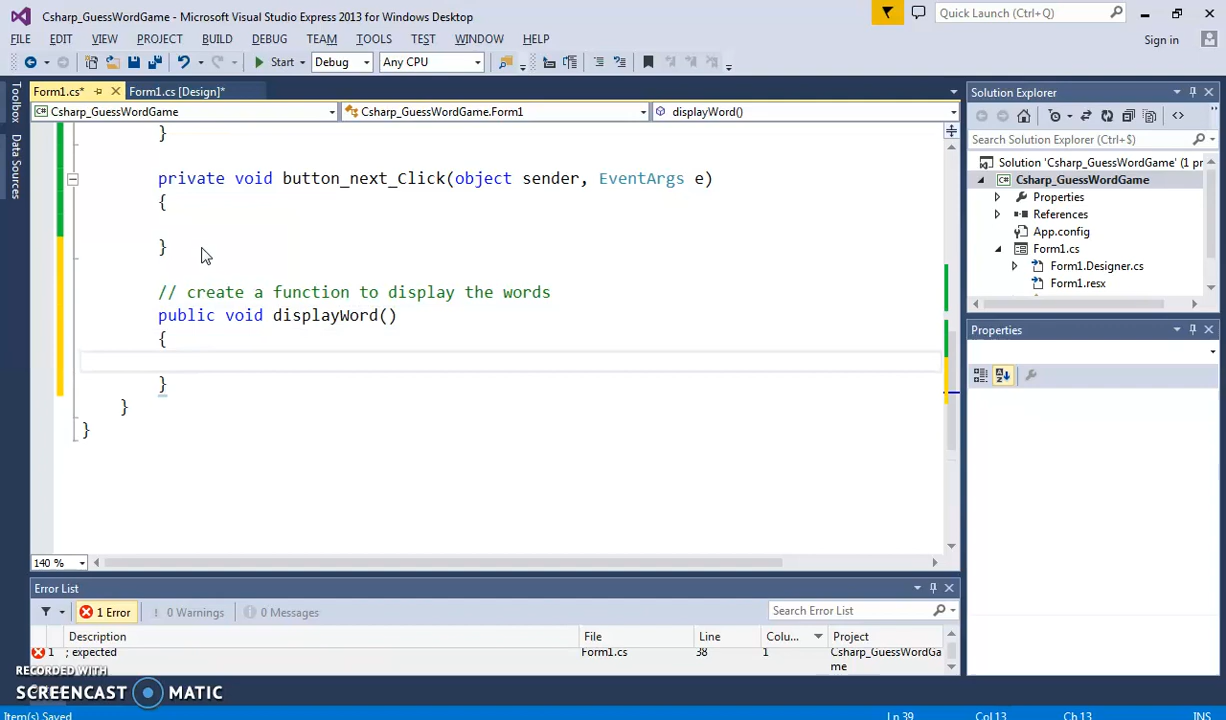 Csharp_GuessWordGame - Microsoft Visual Studio Express 2013 for Windows Desktop
Quick Launch (Ctrl+Q)
FILE EDIT VIEW PROJECT BUILD DEBUG TEAM TOOLS TEST WINDOW HELP
Sign in
Start Debug Any CPU
Toolbox
Data Sources
Form1.cs* Form1.cs [Design]*
Csharp_GuessWordGame Csharp_GuessWordGame.Form1 displayWord()
}
private void button_next_Click(object sender, EventArgs e)
{
}
// create a function to display the words
public void displayWord()
{
}
}
}
140 %
Solution Explorer
Search Solution Explorer (Ctrl+$)
Solution 'Csharp_GuessWordGame' (1 pr
Csharp_GuessWordGame
Properties
References
App.config
Form1.cs
Form1.Designer.cs
Form1.resx
Properties
Error List
1 Error 0 Warnings 0 Messages
Search Error List
Description File Line Colu... Project
1 ; expected Form1.cs 38 1 Csharp_GuessWordGa
me
RECORDED WITH
SCREENCAST MATIC
Item(s) Saved Ln 39 Col 13 Ch 13 INS